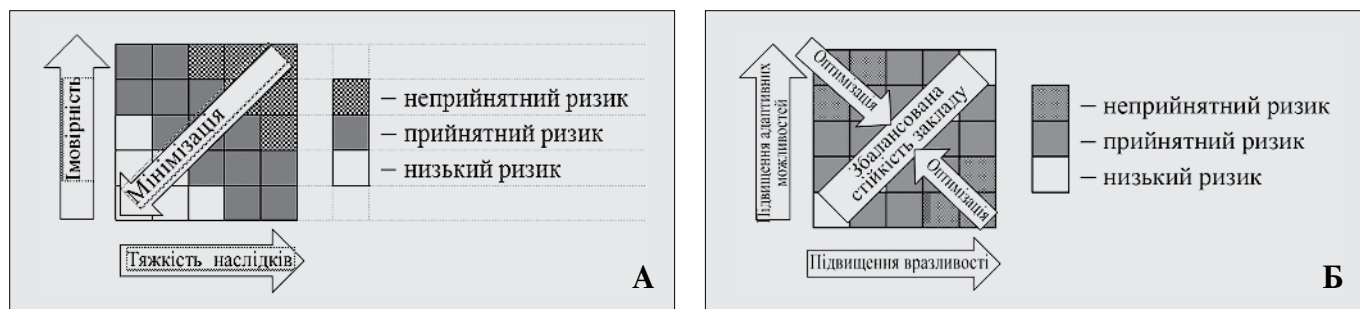 Імовірність
Мінімізація
Тяжкість наслідків
– неприйнятний ризик
– прийнятний ризик
– низький ризик
А
Підвищення адаптивних
можливостей
Оптимізація
Збалансована
стійкість закладу
Оптимізація
Підвищення вразливості
– неприйнятний ризик
– прийнятний ризик
– низький ризик
Б